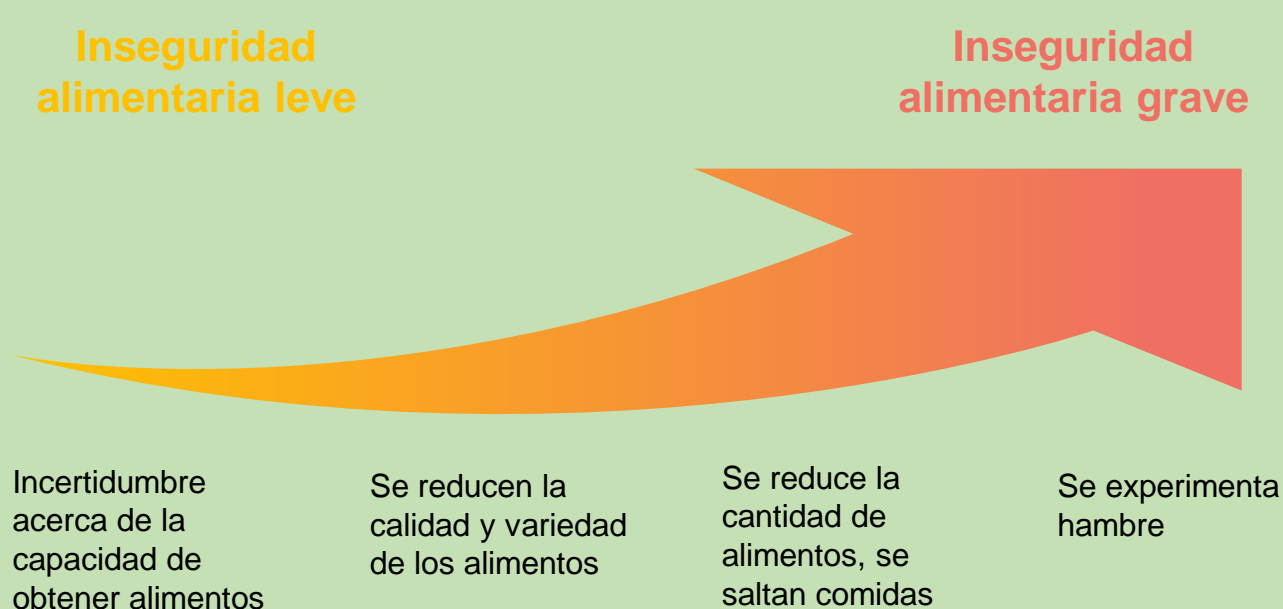 Inseguridad
alimentaria leve
Inseguridad
alimentaria grave
Incertidumbre
acerca de la
capacidad de
obtener alimentos
Se reducen la
calidad y variedad
de los alimentos
Se reduce la
cantidad de
alimentos, se
saltan comidas
Se experimenta
hambre